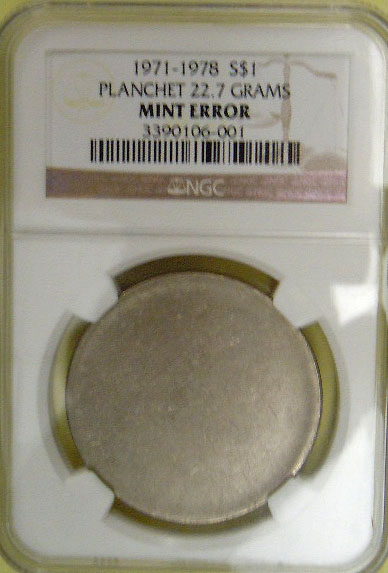 1971-1978 S$1
PLANCHET 22.7 GRAMS
MINT ERROR
3390106-001
NGC